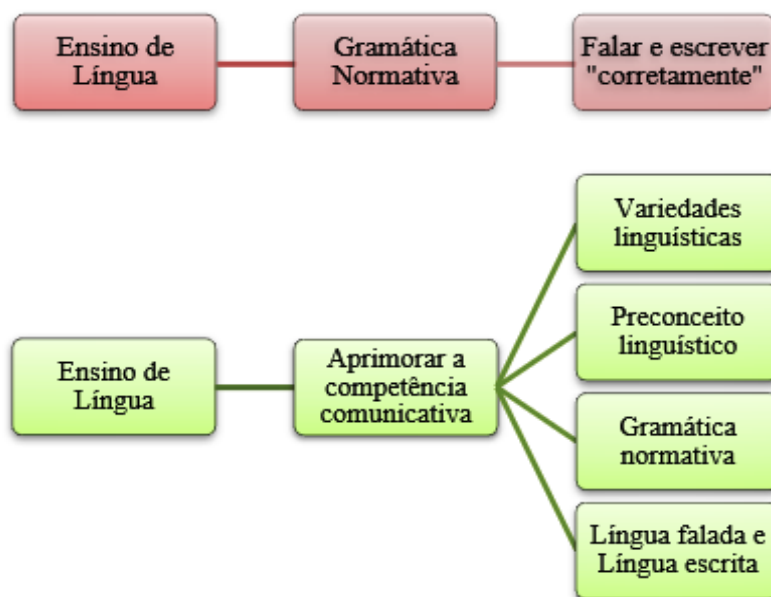 Ensino de
Língua
Gramática
Normativa
Falar e escrever
"corretamente"
Ensino de
Língua
Aprimorar a
competência
comunicativa
Variedades
linguísticas
Preconceito
linguístico
Gramática
normativa
Língua falada e
Língua escrita